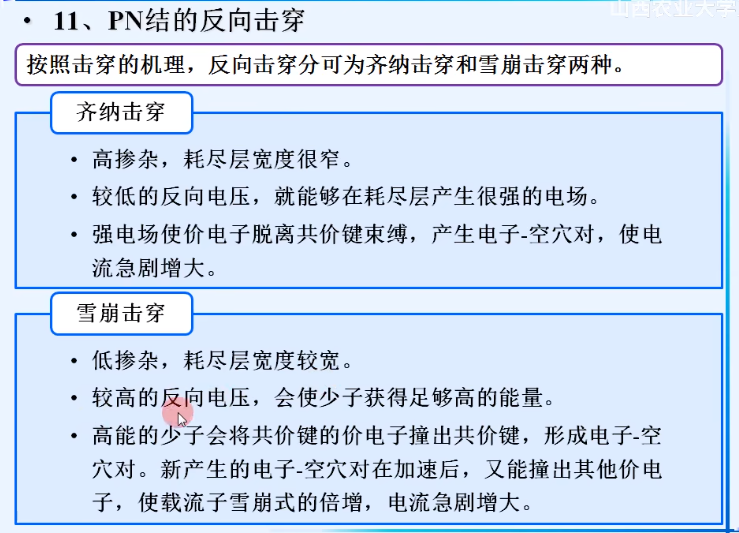 山西农业大学
• 11、PN结的反向击穿
按照击穿的机理，反向击穿分可为齐纳击穿和雪崩击穿两种。
齐纳击穿
• 高掺杂，耗尽层宽度很窄。
• 较低的反向电压，就能够在耗尽层产生很强的电场。
• 强电场使价电子脱离共价键束缚，产生电子-空穴对，使电
流急剧增大。
雪崩击穿
• 低掺杂，耗尽层宽度较宽。
• 较高的反向电压，会使少子获得足够高的能量。
• 高能的少子会将共价键的价电子撞出共价键，形成电子-空
穴对。新产生的电子-空穴对在加速后，又能撞出其他价电
子，使载流子雪崩式的倍增，电流急剧增大。